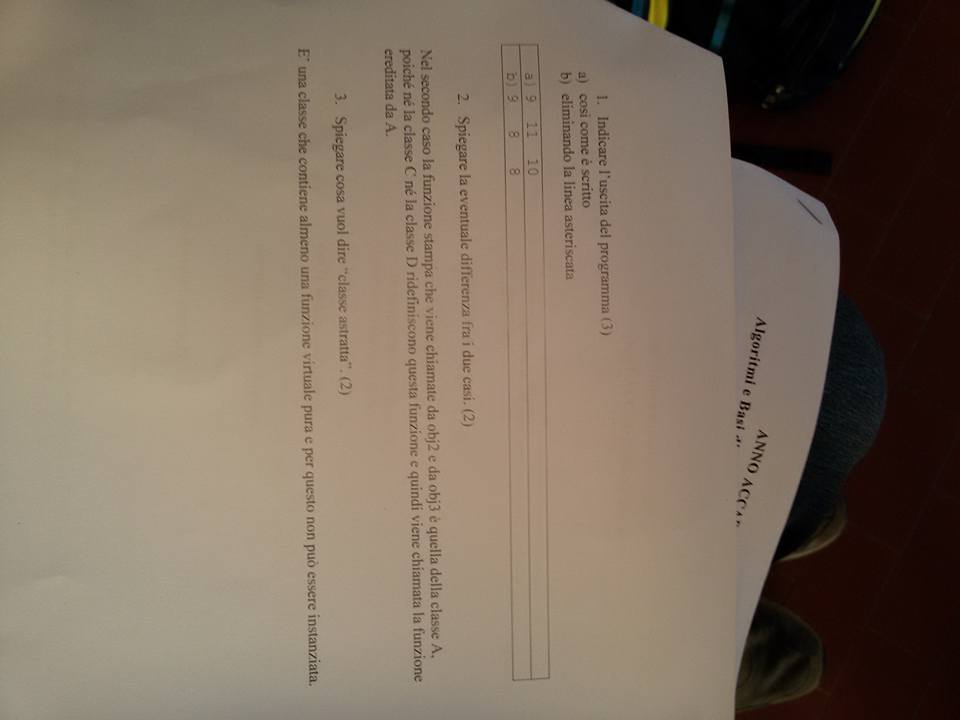 ANNO ACCA
Algoritmi e Basi di
1. Indicare l'uscita del programma (3)
a) così come è scritto
b) eliminando la linea asteriscata
a) 9 11 10
b) 9 8 8
2. Spiegare la eventuale differenza fra i due casi. (2)
Nel secondo caso la funzione stampa che viene chiamate da obj2 e da obj3 è quella della classe A,
poiché né la classe C né la classe D ridefiniscono questa funzione e quindi viene chiamata la funzione
ereditata da A.
3. Spiegare cosa vuol dire “classe astratta”. (2)
E’ una classe che contiene almeno una funzione virtuale pura e per questo non può essere instanziata.